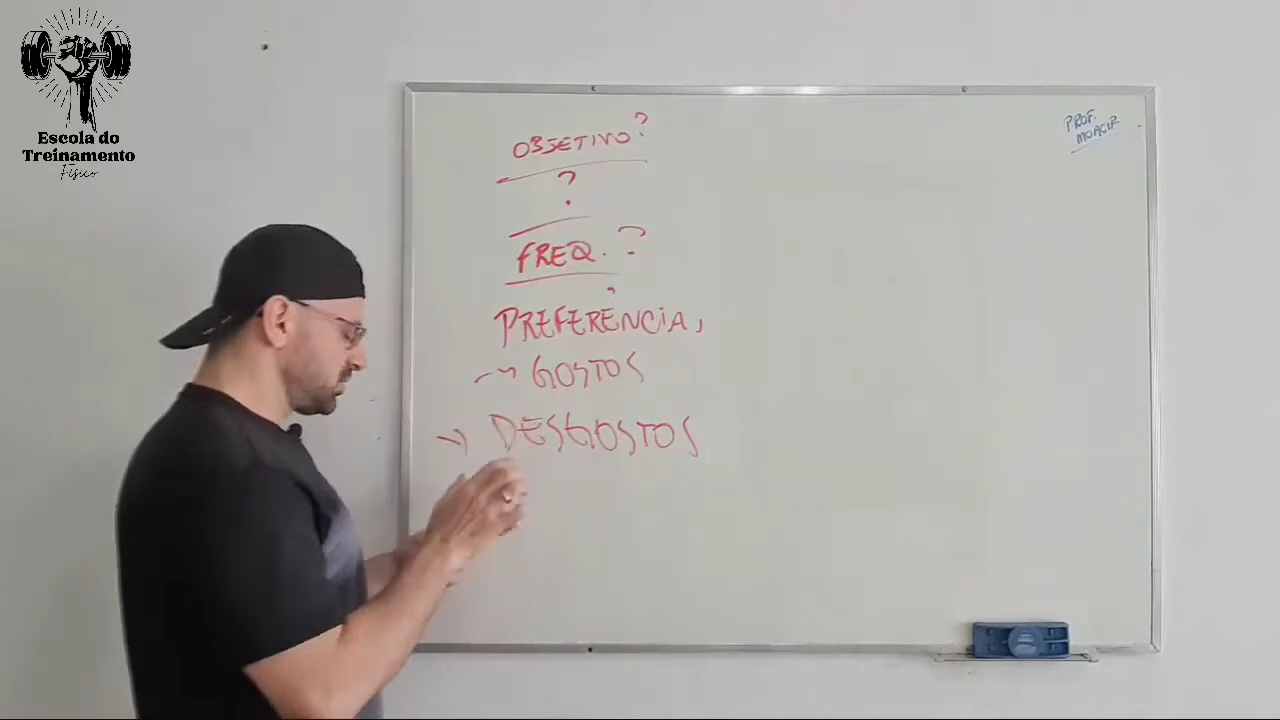 Escola do
Treinamento
Físico
PROF.
MOACIR
OBJETIVO?
?
FREQ. ?
PREFERÊNCIA,
~ GOSTOS
→ DESGOSTOS